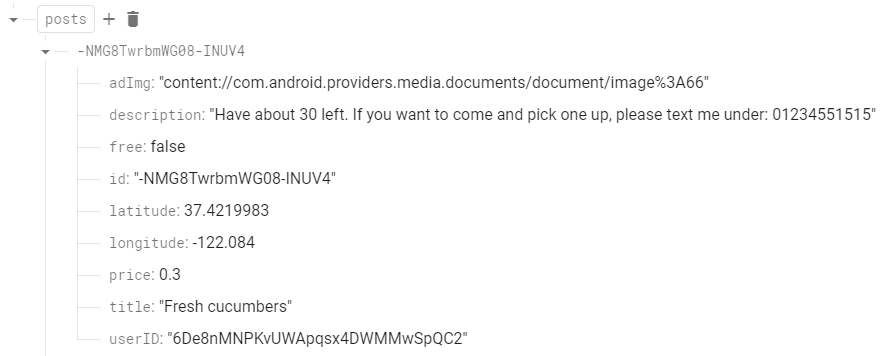 posts
-NMG8TwrbmWG08-INUV4
adImg: "content://com.android.providers.media.documents/document/image%3A66"
description: "Have about 30 left. If you want to come and pick one up, please text me under: 01234551515"
free: false
id: "-NMG8TwrbmWG08-INUV4"
latitude: 37.4219983
longitude: -122.084
price: 0.3
title: "Fresh cucumbers"
userID: "6De8nMNPKvUWApqsx4DWMMwSpQC2"